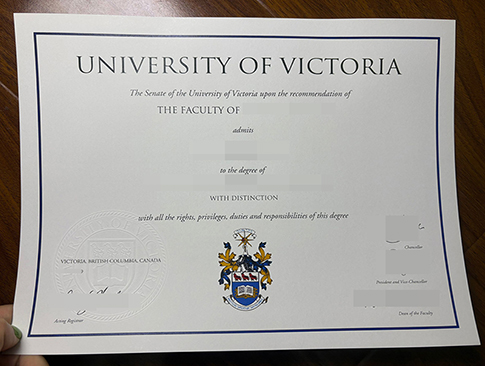 UNIVERSITY OF VICTORIA
The Senate of the University of Victoria upon the recommendation of
THE FACULTY OF
admits
to the degree of
WITH DISTINCTION
with all the rights, privileges, duties and responsibilities of this degree
Chancellor
VICTORIA, BRITISH COLUMBIA, CANADA
President and Vice-Chancellor
Acting Registrar
Dean of the Faculty